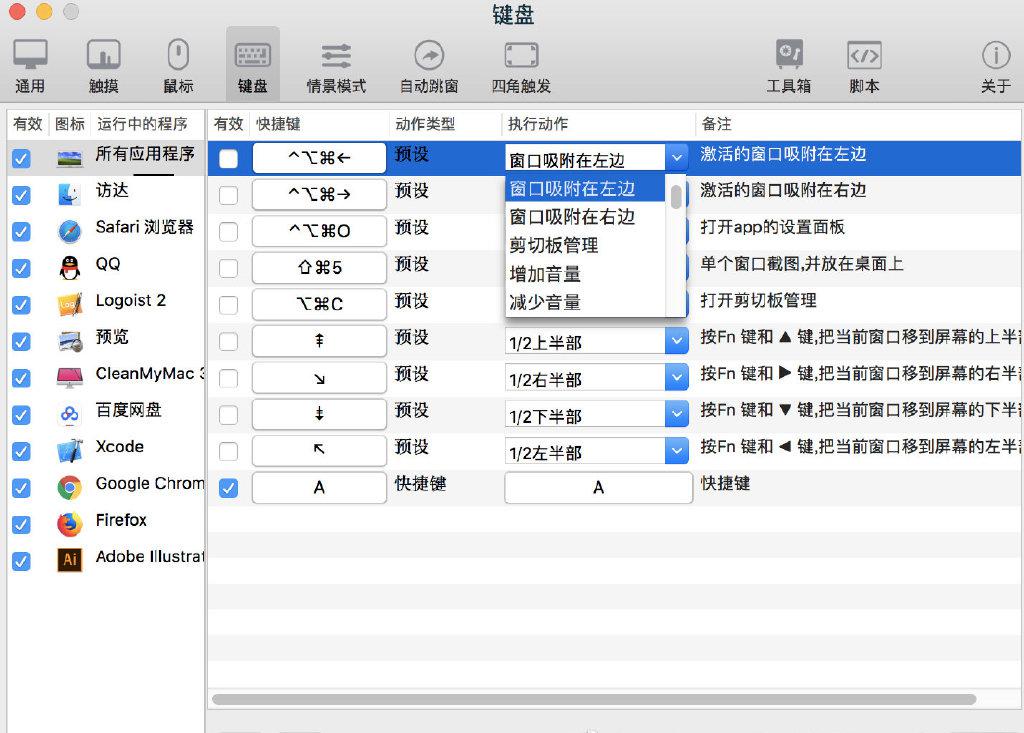 键盘
通用 触摸 鼠标 键盘 情景模式 自动跳窗 四角触发 工具箱 脚本 关于
有效 图标 运行中的程序 有效 快捷键 动作类型 执行动作 备注
所有应用程序 ^⌥⌘← 预设 窗口吸附在左边 激活的窗口吸附在左边
访达 ^⌥⌘→ 预设 窗口吸附在左边 激活的窗口吸附在右边
Safari 浏览器 ^⌥⌘O 预设 窗口吸附在右边 打开app的设置面板
QQ ⇧⌘5 预设 剪切板管理 单个窗口截图,并放在桌面上
增加音量
Logoist 2 ⌥⌘C 预设 减少音量 打开剪切板管理
预览 ⇞ 预设 1/2上半部 按Fn 键和 ▲ 键,把当前窗口移到屏幕的上半
CleanMyMac 3 ↘ 预设 1/2右半部 按Fn 键和 ▶ 键,把当前窗口移到屏幕的右半
百度网盘 ⇟ 预设 1/2下半部 按Fn 键和 ▼ 键,把当前窗口移到屏幕的下半
Xcode ↖ 预设 1/2左半部 按Fn 键和 ◀ 键,把当前窗口移到屏幕的左半
Google Chrom A 快捷键 A 快捷键
Firefox
Ai Adobe Illustrat